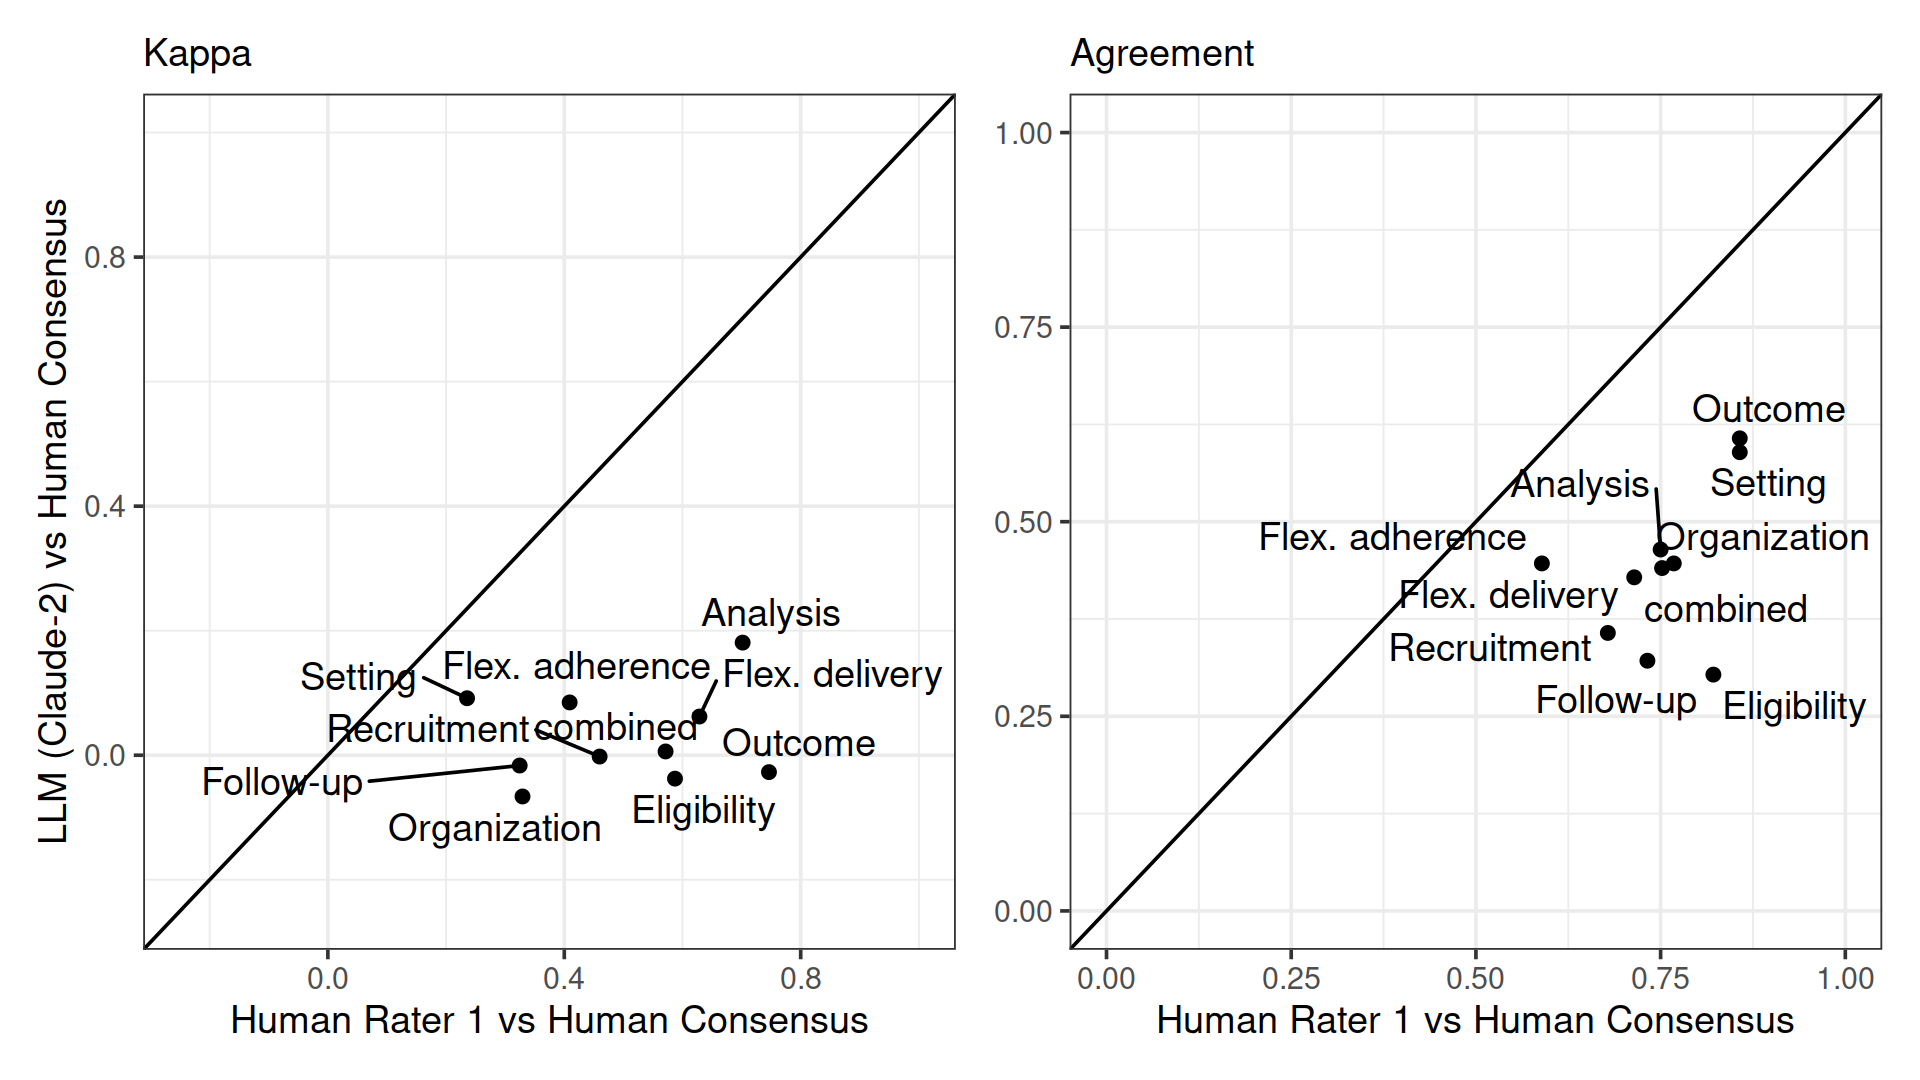 Kappa
LLM (Claude-2) vs Human Consensus
0.8
0.4
0.0
Analysis
Setting
Flex. adherence
Flex. delivery
Recruitment
combined
Outcome
Follow-up
Eligibility
Organization
0.0
0.4
0.8
Human Rater 1 vs Human Consensus
Agreement
1.00
0.75
0.50
0.25
0.00
Outcome
Analysis
Setting
Flex. adherence
Organization
Flex. delivery
combined
Recruitment
Follow-up
Eligibility
0.00
0.25
0.50
0.75
1.00
Human Rater 1 vs Human Consensus